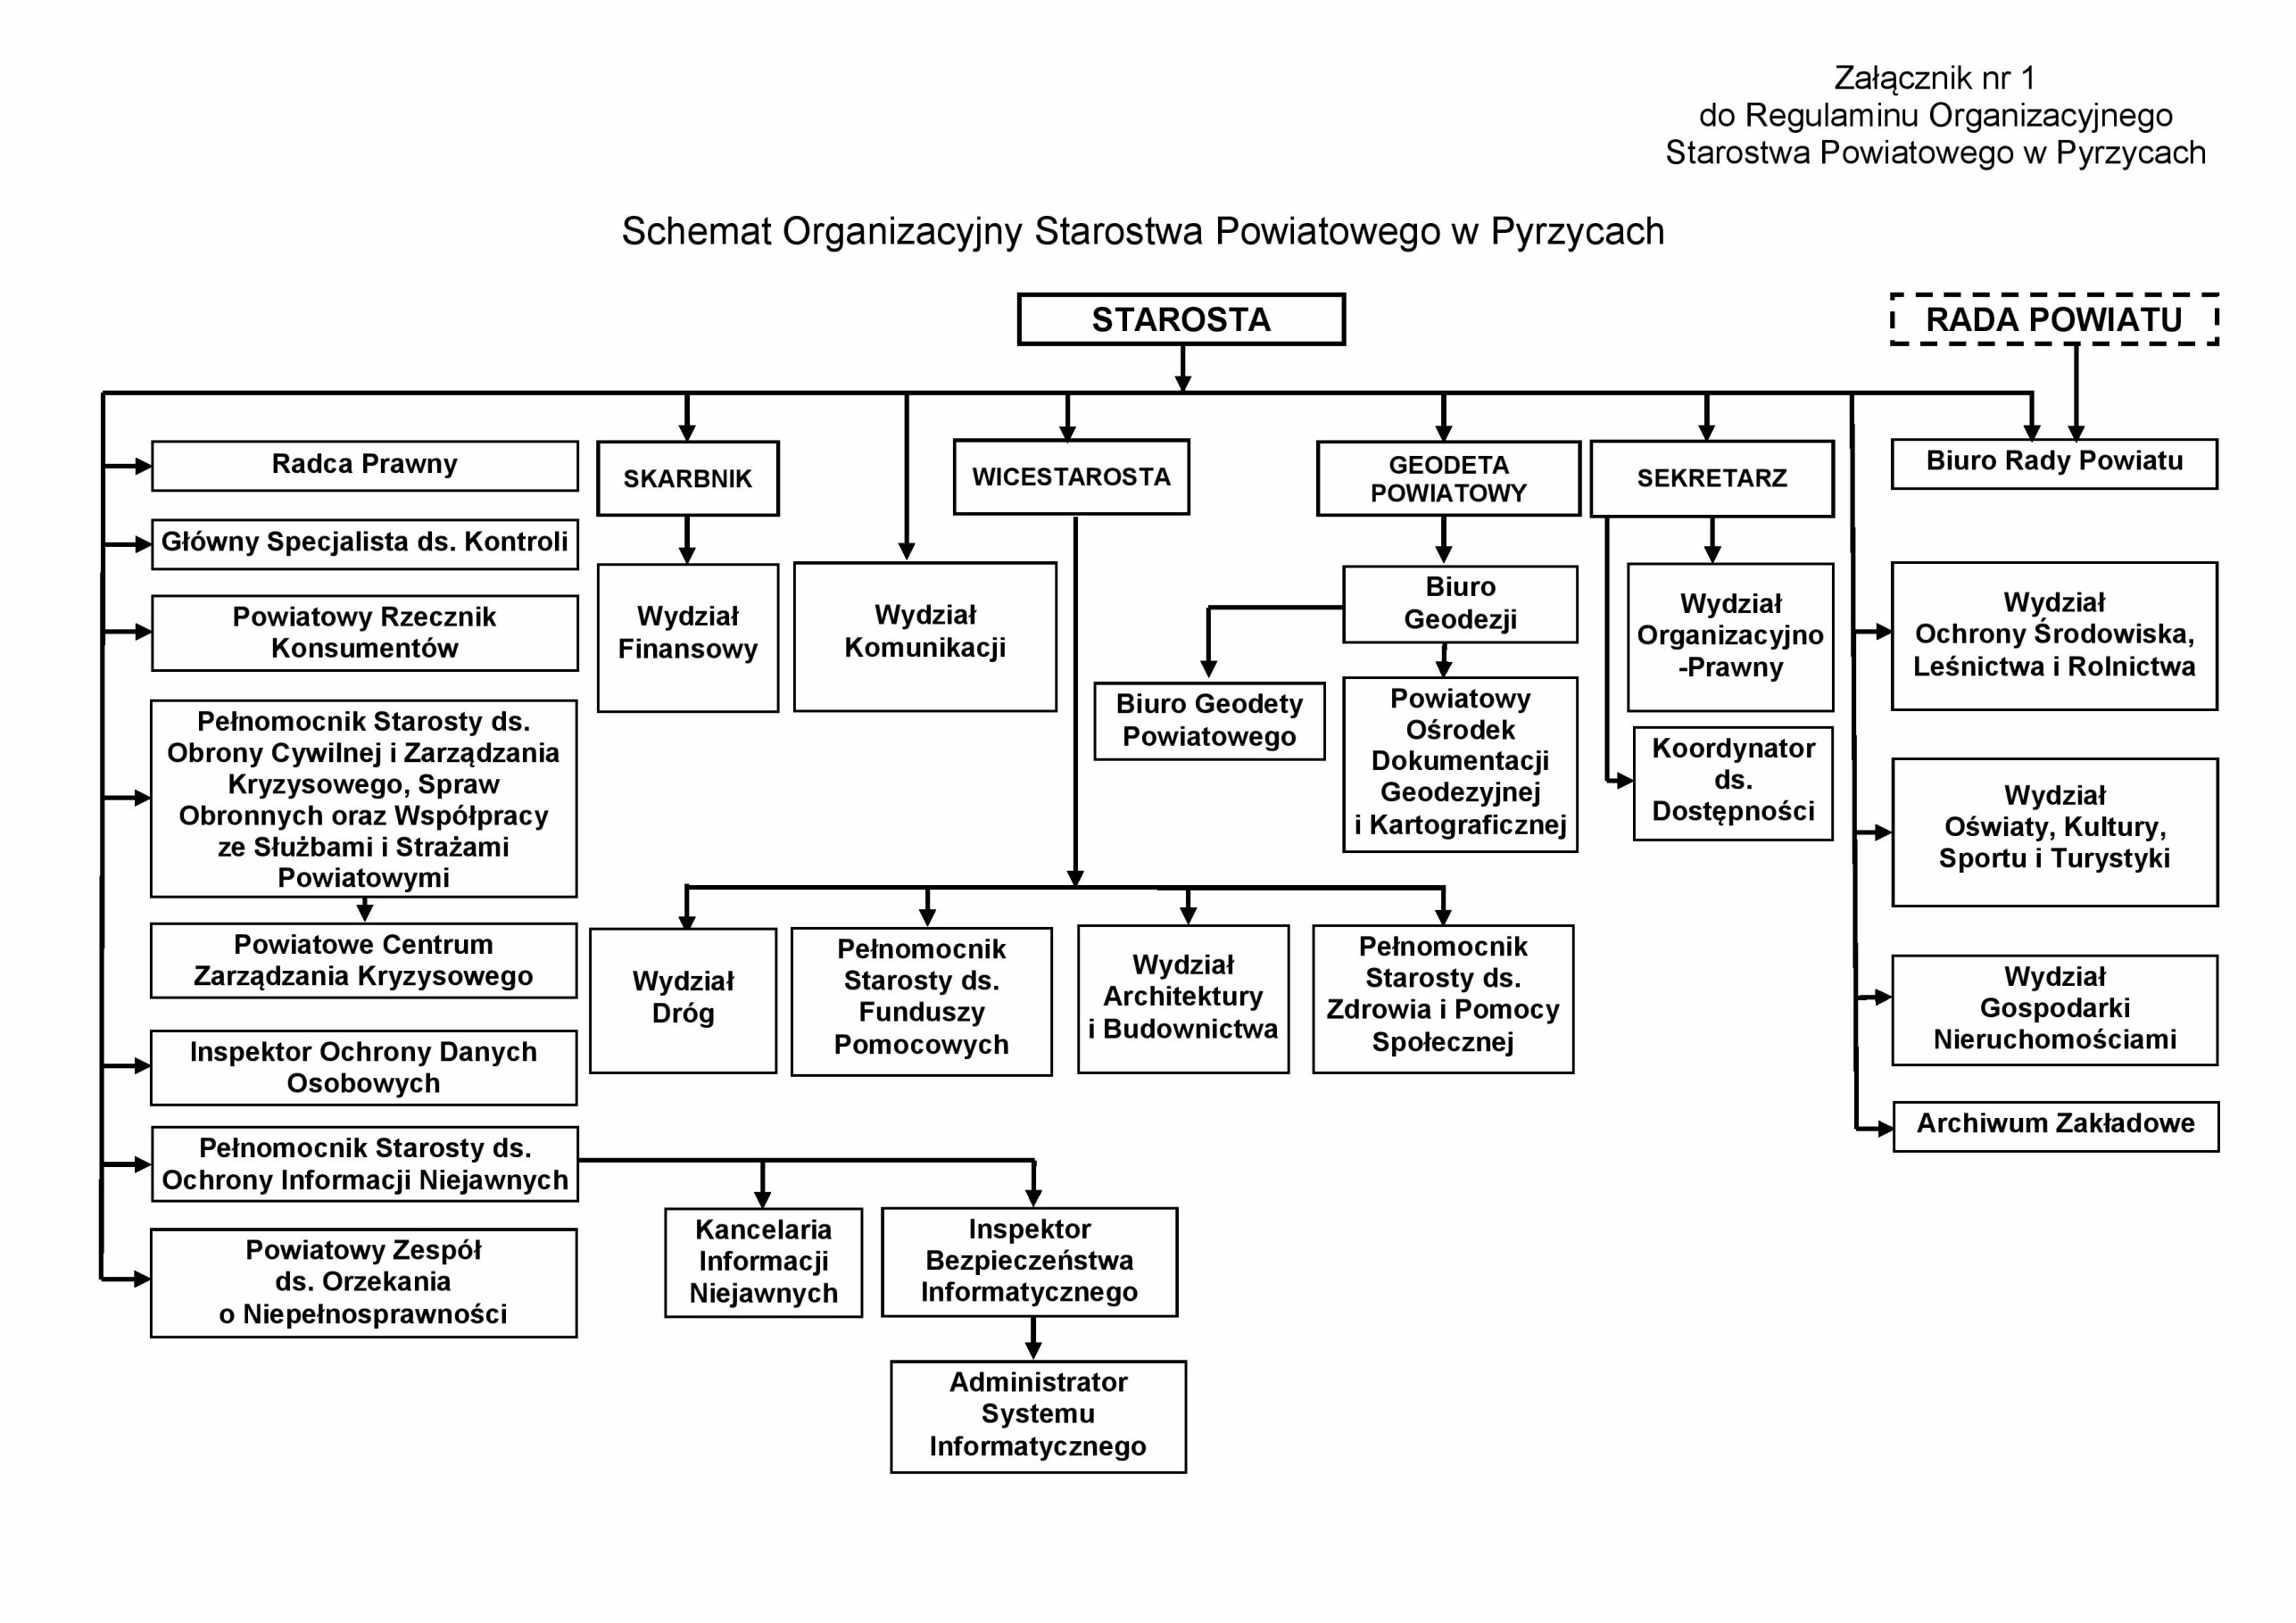 Załącznik nr 1
do Regulaminu Organizacyjnego
Starostwa Powiatowego w Pyrzycach
Schemat Organizacyjny Starostwa Powiatowego w Pyrzycach
STAROSTA
RADA POWIATU
Radca Prawny
Główny Specjalista ds. Kontroli
Powiatowy Rzecznik
Konsumentów
Pełnomocnik Starosty ds.
Obrony Cywilnej i Zarządzania
Kryzysowego, Spraw
Obronnych oraz Współpracy
ze Służbami i Strażami
Powiatowymi
Powiatowe Centrum
Zarządzania Kryzysowego
Inspektor Ochrony Danych
Osobowych
Pełnomocnik Starosty ds.
Ochrony Informacji Niejawnych
Powiatowy Zespół
ds. Orzekania
o Niepełnosprawności
SKARBNIK
Wydział
Finansowy
Wydział
Komunikacji
WICESTAROSTA
GEODETA
POWIATOWY
Biuro
Geodezji
Biuro Geodety
Powiatowego
Powiatowy
Ośrodek
Dokumentacji
Geodezyjnej
i Kartograficznej
SEKRETARZ
Wydział
Organizacyjno
-Prawny
Koordynator
ds.
Dostępności
Biuro Rady Powiatu
Wydział
Ochrony Środowiska,
Leśnictwa i Rolnictwa
Wydział
Oświaty, Kultury,
Sportu i Turystyki
Wydział
Gospodarki
Nieruchomościami
Archiwum Zakładowe
Wydział
Dróg
Pełnomocnik
Starosty ds.
Funduszy
Pomocowych
Wydział
Architektury
i Budownictwa
Pełnomocnik
Starosty ds.
Zdrowia i Pomocy
Społecznej
Kancelaria
Informacji
Niejawnych
Inspektor
Bezpieczeństwa
Informatycznego
Administrator
Systemu
Informatycznego